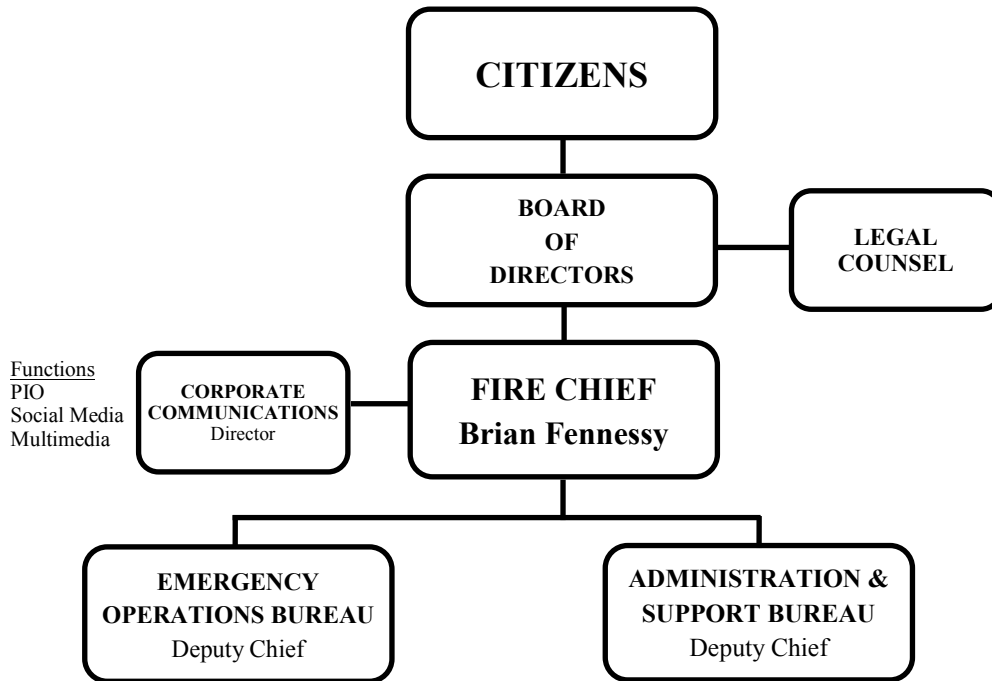 CITIZENS
BOARD
OF
DIRECTORS
LEGAL
COUNSEL
Functions
PIO
Social Media
Multimedia
CORPORATE
COMMUNICATIONS
Director
FIRE CHIEF
Brian Fennessy
EMERGENCY
OPERATIONS BUREAU
Deputy Chief
ADMINISTRATION &
SUPPORT BUREAU
Deputy Chief